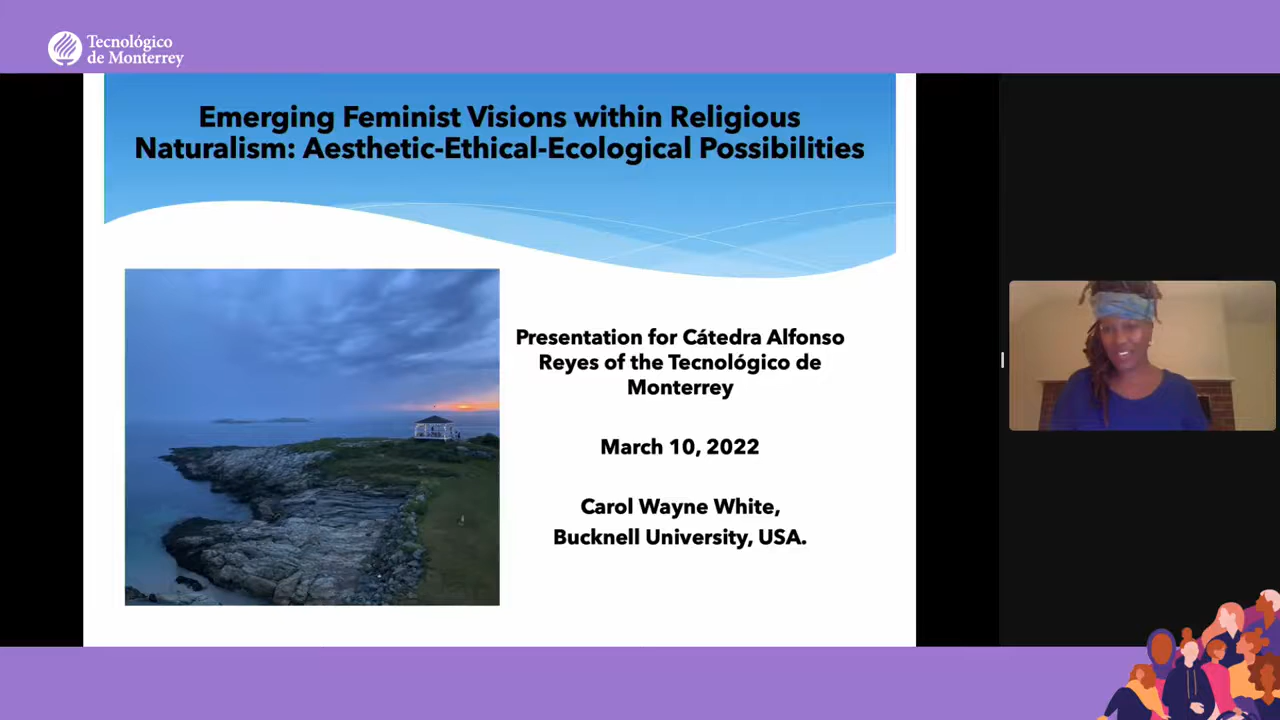 Tecnológico
de Monterrey
Emerging Feminist Visions within Religious
Naturalism: Aesthetic-Ethical-Ecological Possibilities
Presentation for Cátedra Alfonso
Reyes of the Tecnológico de
Monterrey
March 10, 2022
Carol Wayne White,
Bucknell University, USA.